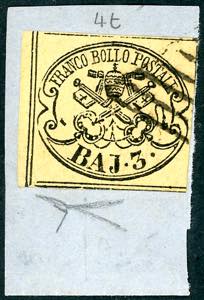 4t
FRANCO BOLLO POSTALE
BAJ. 3.